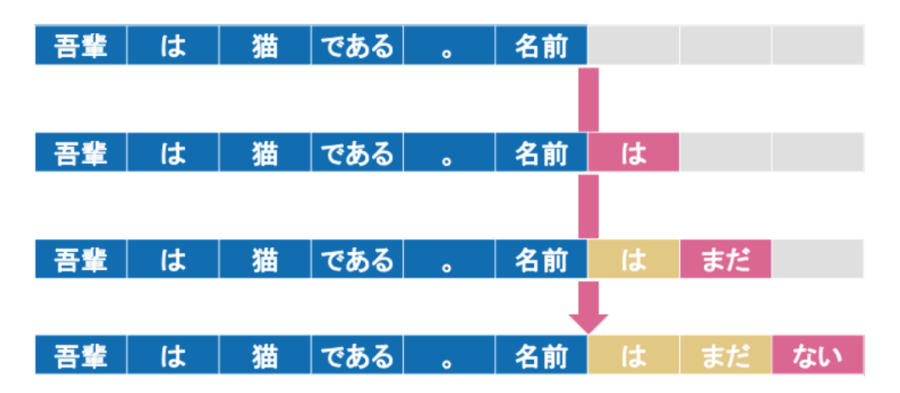 吾輩 は 猫 である 。 名前
吾輩 は 猫 である 。 名前 は
吾輩 は 猫 である 。 名前 は まだ
吾輩 は 猫 である 。 名前 は まだ ない